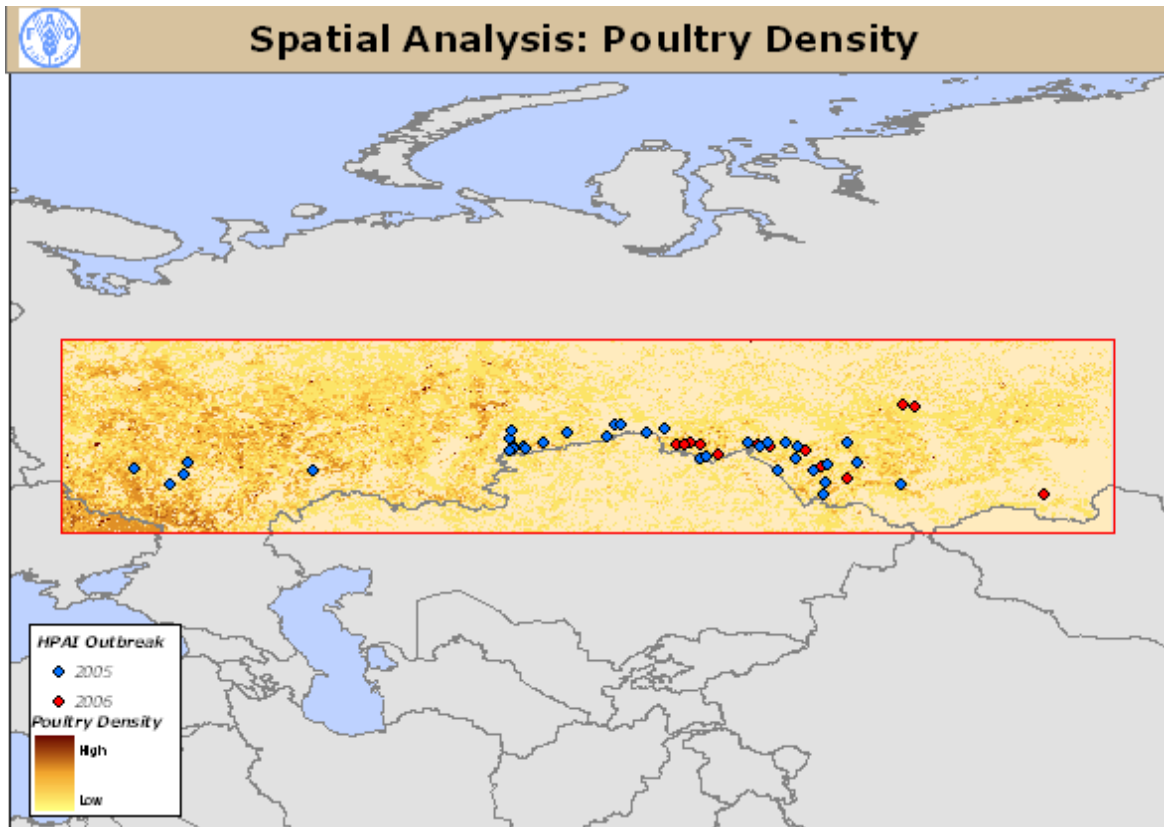 F A O
Spatial Analysis: Poultry Density
HPAI Outbreak
2005
2006
Poultry Density
High
Low